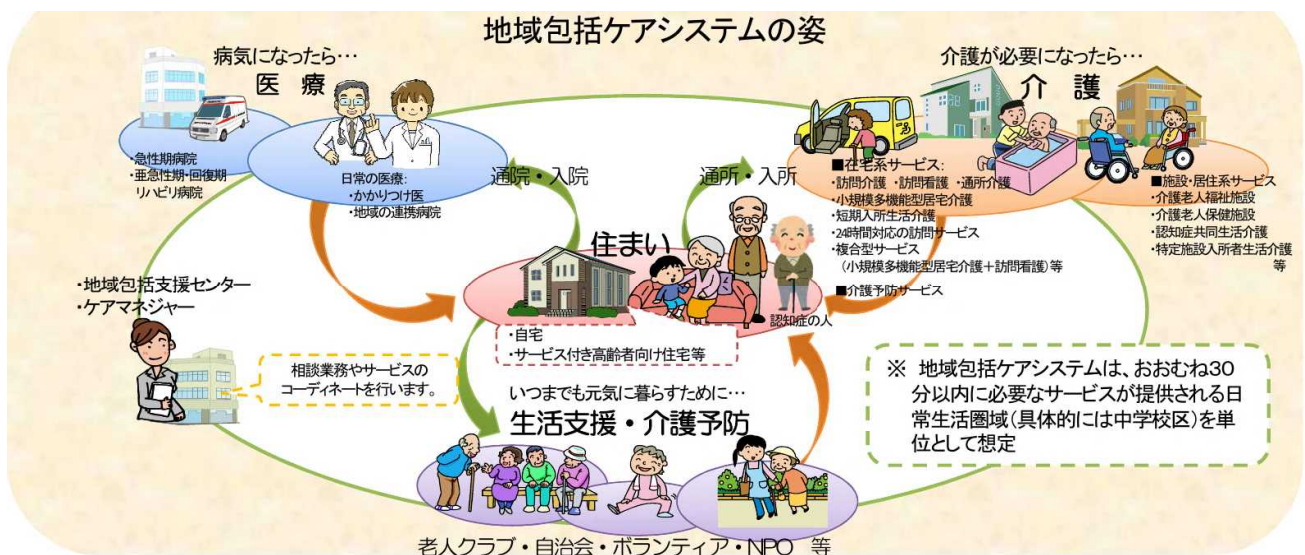 地域包括ケアシステムの姿
病気になったら…
医 療
・急性期病院
・亜急性期・回復期
リハビリ病院
日常の医療:
・かかりつけ医
・地域の連携病院
通院・入院
通所・入所
介護が必要になったら…
介 護
■在宅系サービス:
・訪問介護 ・訪問看護 ・通所介護
・小規模多機能型居宅介護
・短期入所生活介護
・24時間対応の訪問サービス
・複合型サービス
(小規模多機能型居宅介護+訪問看護)等
■介護予防サービス
■施設・居住系サービス
・介護老人福祉施設
・介護老人保健施設
・認知症共同生活介護
・特定施設入所者生活介護
等
住まい
・自宅
・サービス付き高齢者向け住宅等
認知症の人
・地域包括支援センター
・ケアマネジャー
相談業務やサービスの
コーディネートを行います。
いつまでも元気に暮らすために…
生活支援・介護予防
老人クラブ・自治会・ボランティア・NPO 等
※ 地域包括ケアシステムは、おおむね30
分以内に必要なサービスが提供される日
常生活圏域(具体的には中学校区)を単
位として想定